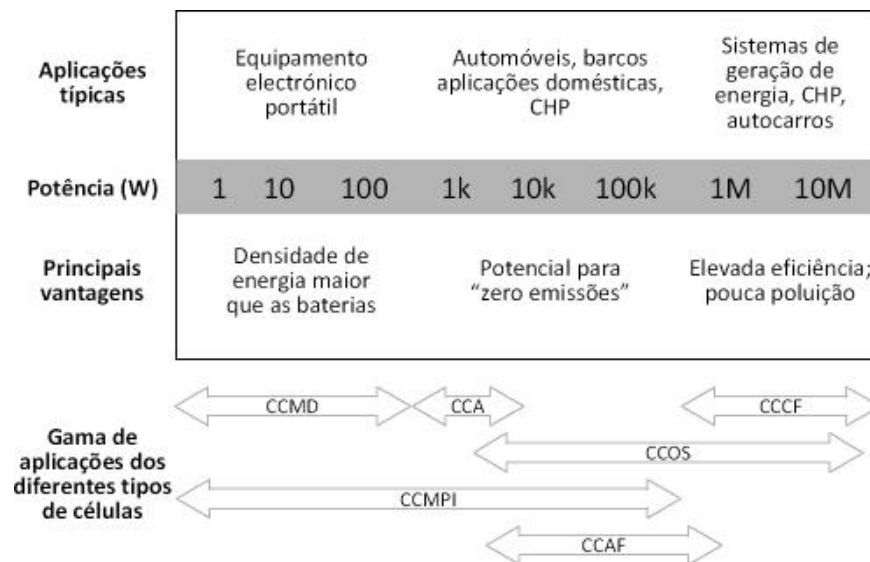 Aplicações
típicas
Equipamento
electrónico
portátil
Automóveis, barcos
aplicações domésticas,
CHP
Sistemas de
geração de
energia, CHP,
autocarros
Potência (W) 1 10 100 1k 10k 100k 1M 10M
Principais
vantagens
Densidade de
energia maior
que as baterias
Potencial para
“zero emissões”
Elevada eficiência;
pouca poluição
Gama de
aplicações dos
diferentes tipos
de células
CCMD CCA CCCF
CCOS
CCMPI
CCAF